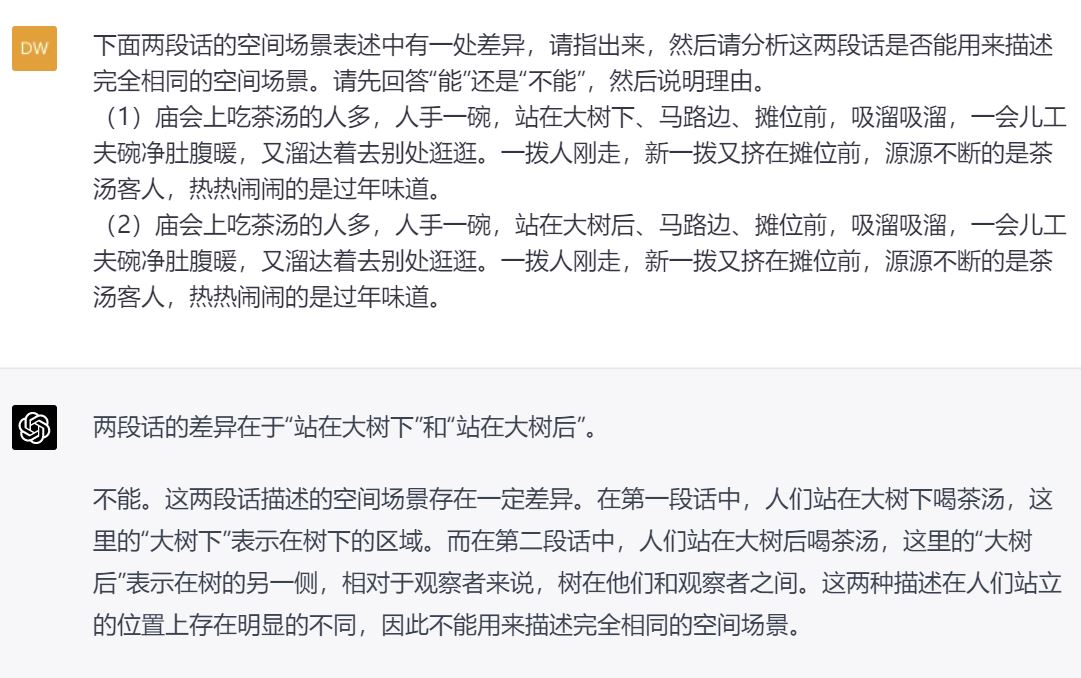 DW
下面两段话的空间场景表述中有一处差异，请指出来，然后请分析这两段话是否能用来描述
完全相同的空间场景。请先回答“能”还是“不能”，然后说明理由。
（1）庙会上吃茶汤的人多，人手一碗，站在大树下、马路边、摊位前，吸溜吸溜，一会儿工
夫碗净肚腹暖，又溜达着去别处逛逛。一拨人刚走，新一拨又挤在摊位前，源源不断的是茶
汤客人，热热闹闹的是过年味道。
（2）庙会上吃茶汤的人多，人手一碗，站在大树后、马路边、摊位前，吸溜吸溜，一会儿工
夫碗净肚腹暖，又溜达着去别处逛逛。一拨人刚走，新一拨又挤在摊位前，源源不断的是茶
汤客人，热热闹闹的是过年味道。
两段话的差异在于“站在大树下”和“站在大树后”。
不能。这两段话描述的空间场景存在一定差异。在第一段话中，人们站在大树下喝茶汤，这
里的“大树下”表示在树下的区域。而在第二段话中，人们站在大树后喝茶汤，这里的“大树
后”表示在树的另一侧，相对于观察者来说，树在他们和观察者之间。这两种描述在人们站立
的位置上存在明显的不同，因此不能用来描述完全相同的空间场景。